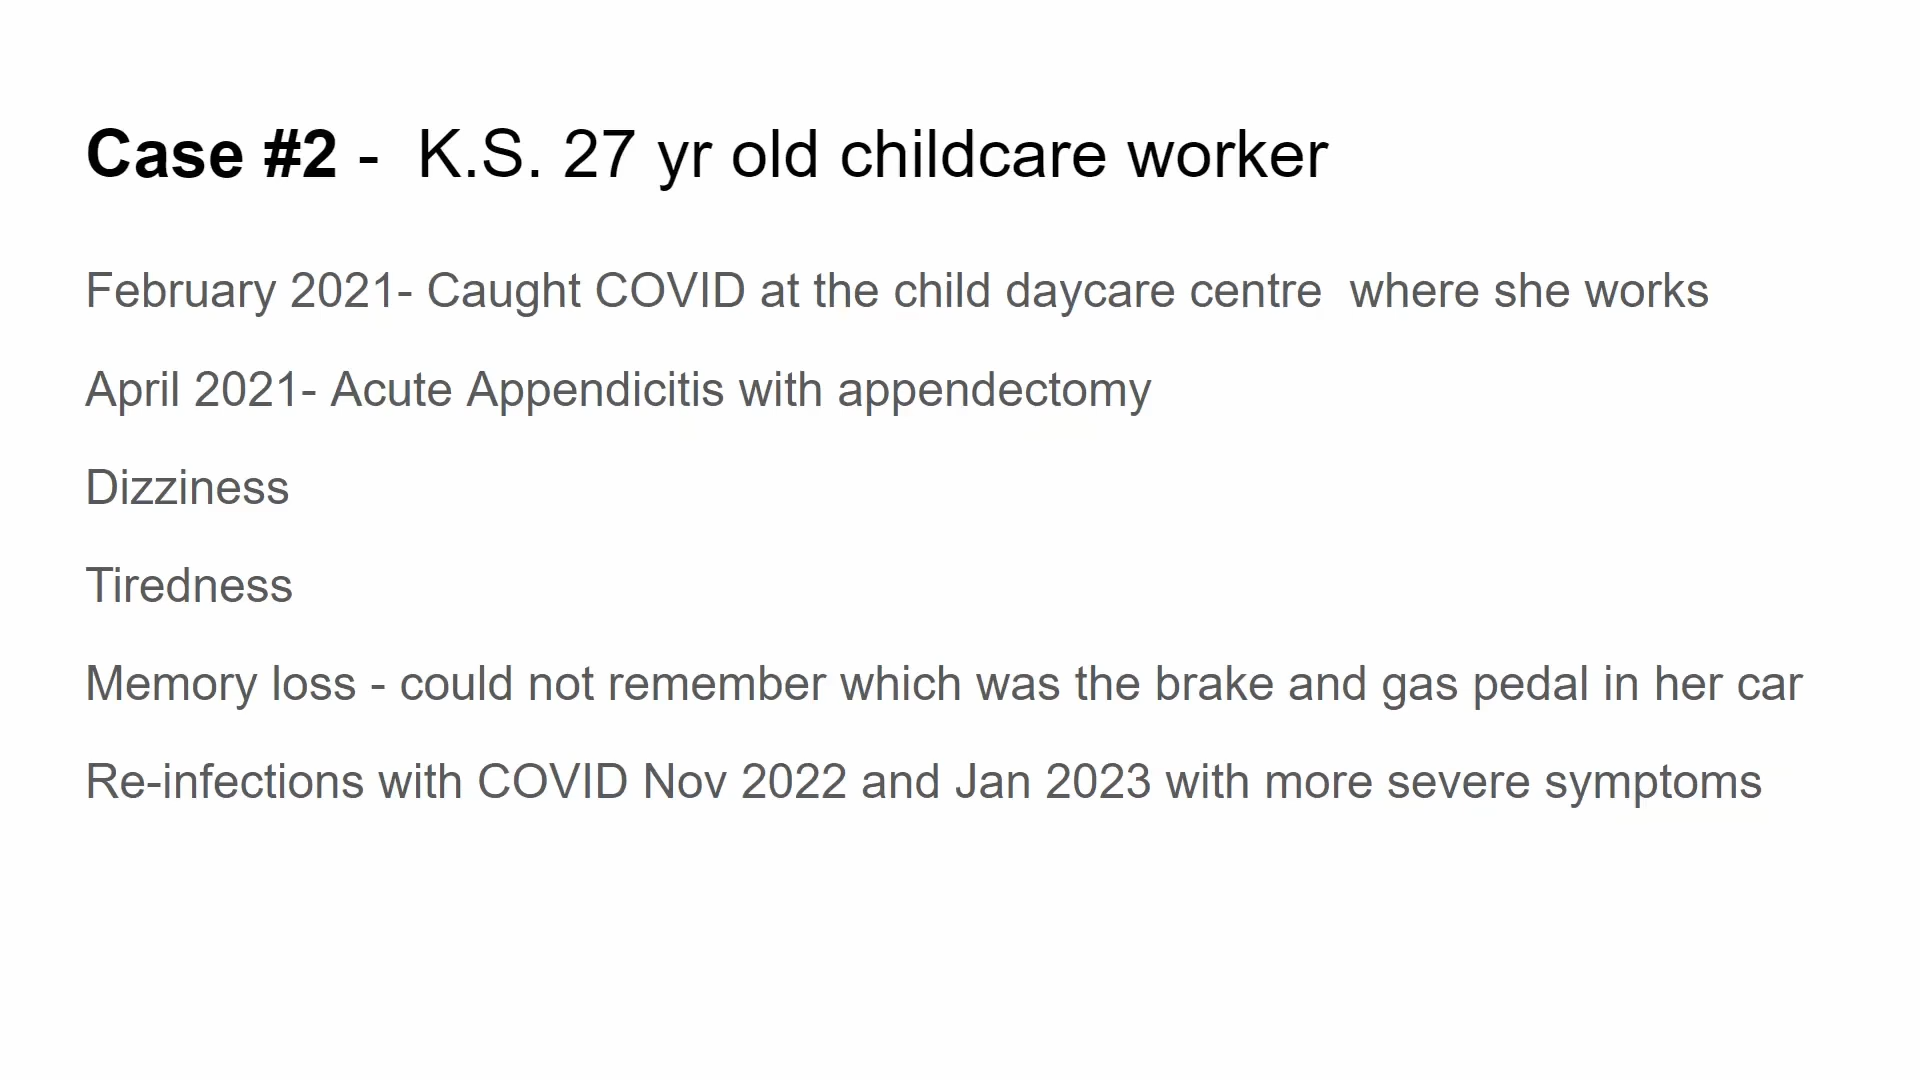 Case #2 -  K.S. 27 yr old childcare worker
February 2021- Caught COVID at the child daycare centre  where she works
April 2021- Acute Appendicitis with appendectomy
Dizziness
Tiredness
Memory loss - could not remember which was the brake and gas pedal in her car
Re-infections with COVID Nov 2022 and Jan 2023 with more severe symptoms